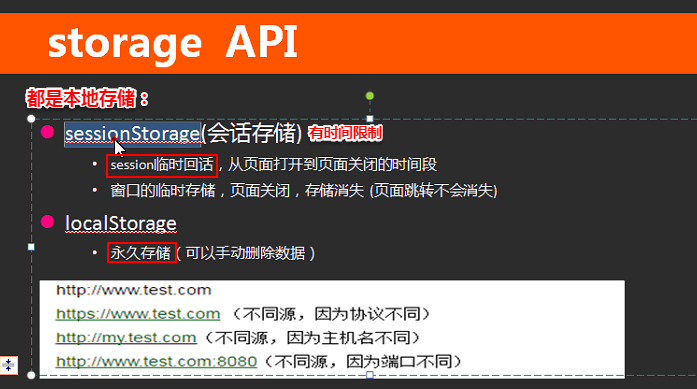 storage API
都是本地存储：
sessionStorage(会话存储) 有时间限制
session临时回话，从页面打开到页面关闭的时间段
窗口的临时存储，页面关闭，存储消失 (页面跳转不会消失)
localStorage
永久存储（可以手动删除数据）
http://www.test.com
https://www.test.com （不同源，因为协议不同）
http://my.test.com（不同源，因为主机名不同）
http://www.test.com:8080（不同源，因为端口不同）